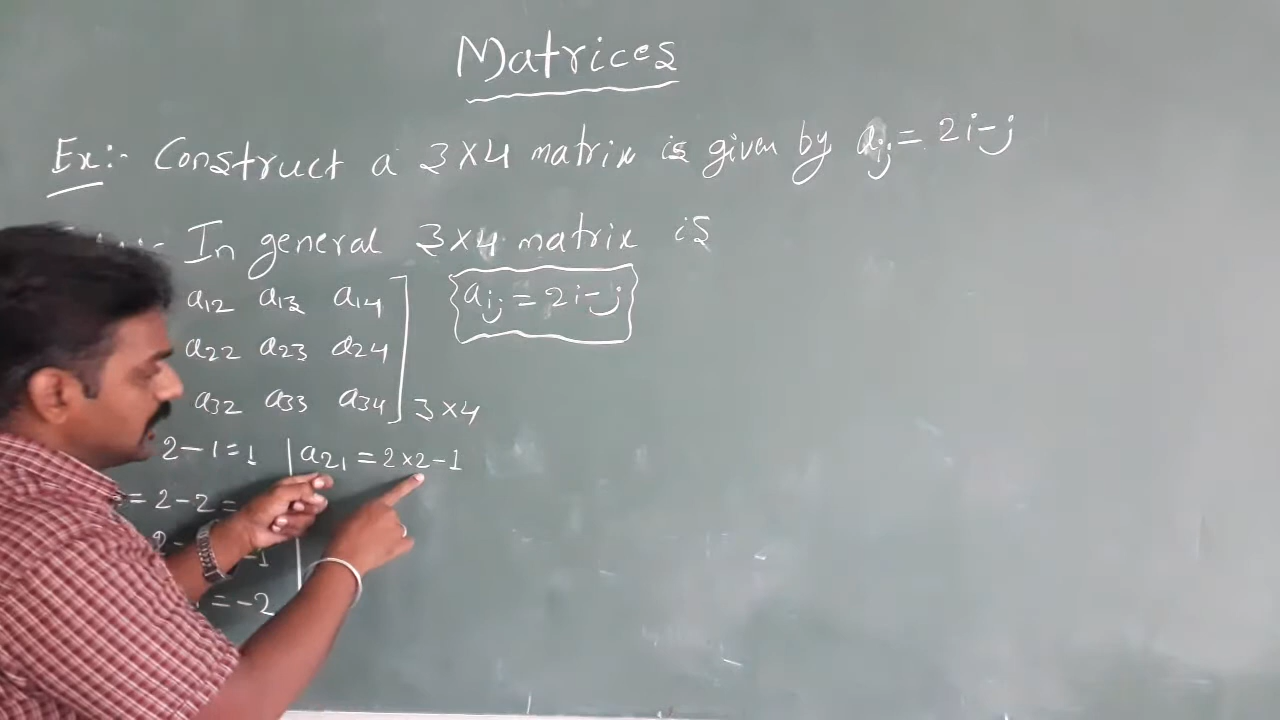 Matrices
Ex:- Construct a 3×4 matrix is given by aij = 2i-j
In general 3×4 matrix is
a12 a13 a14
a22 a23 a24
a32 a33 a34 3×4
aij = 2i-j
2-1=1 a21 = 2×2-1
= 2-2 =
2-
-1
= -2